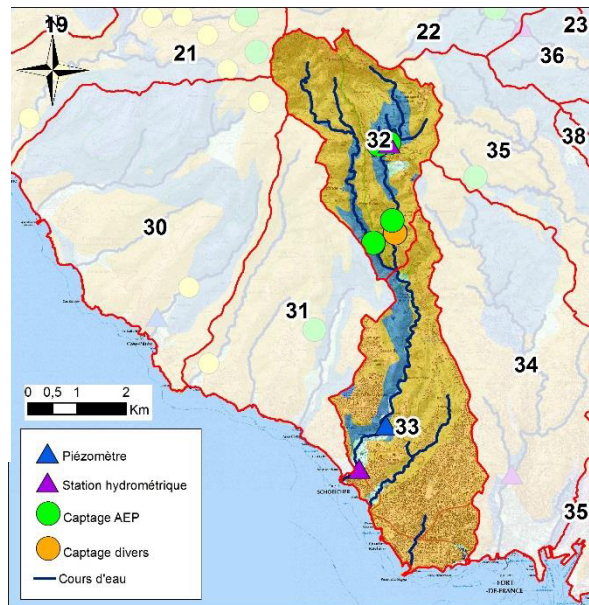 19
22
23
21
36
38
32
35
30
31
34
0 0,5 1 2
Km
33
Piézomètre
Station hydrométrique
SCHOELCHER
Captage AEP
35
Captage divers
Cours d'eau
FORT-
DE-FRANCE